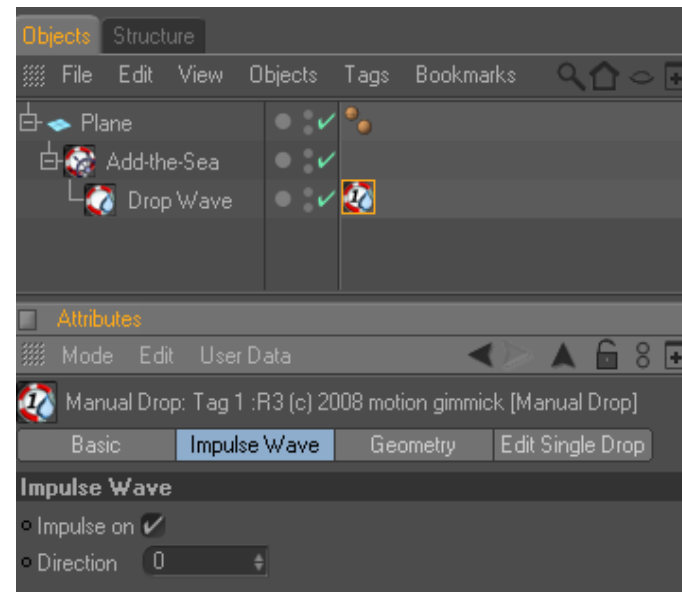 Objects Structure
File Edit View Objects Tags Bookmarks
Plane
Add-the-Sea
Drop Wave
Attributes
Mode Edit User Data
Manual Drop: Tag 1 :R3 (c) 2008 motion gimmick [Manual Drop]
Basic Impulse Wave Geometry Edit Single Drop
Impulse Wave
Impulse on
Direction 0